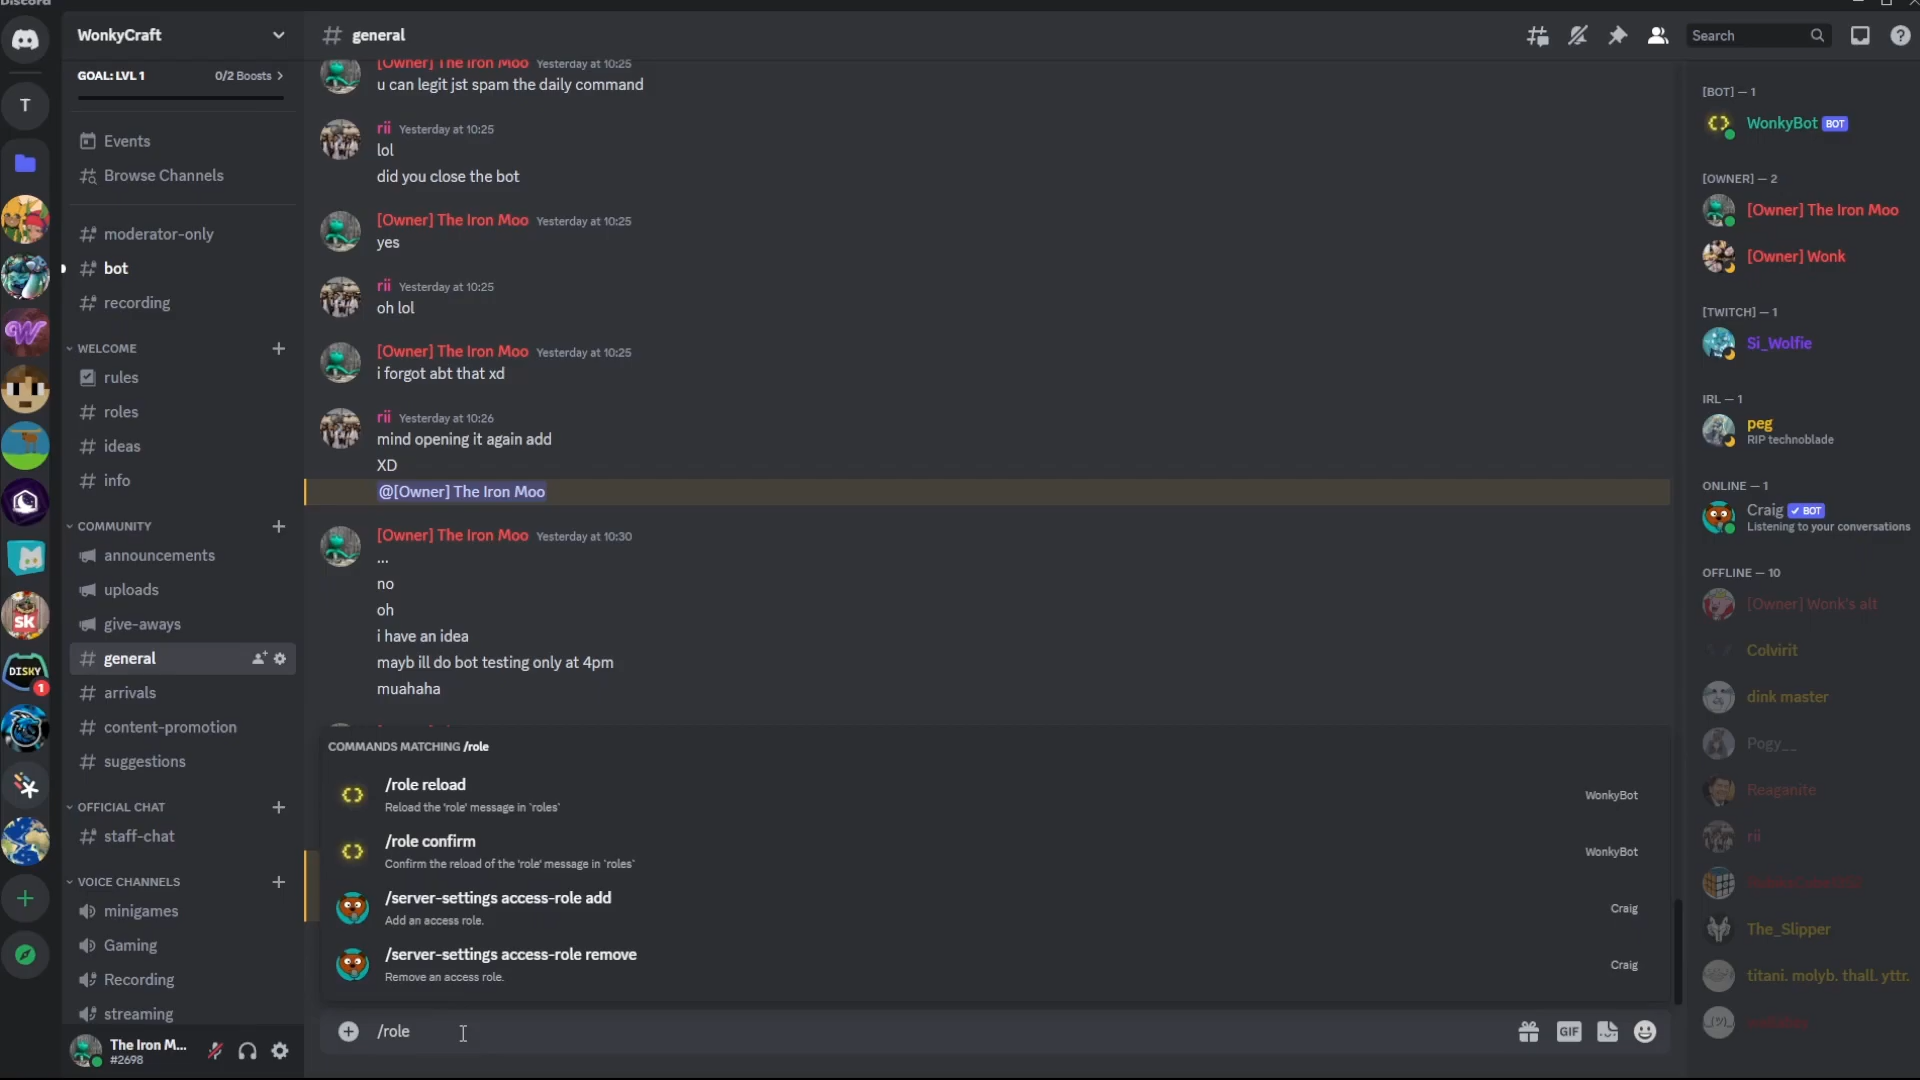 Discord
WonkyCraft
GOAL: LVL 1 0/2 Boosts
Events
Browse Channels
moderator-only
bot
recording
WELCOME
rules
roles
ideas
info
COMMUNITY
announcements
uploads
give-aways
general
arrivals
content-promotion
suggestions
OFFICIAL CHAT
staff-chat
VOICE CHANNELS
minigames
Gaming
Recording
streaming
The Iron M...
#2698
T
W
SK
DISKY
1
general
Search
[Owner] The Iron Moo Yesterday at 10:25
u can legit jst spam the daily command
rii Yesterday at 10:25
lol
did you close the bot
[Owner] The Iron Moo Yesterday at 10:25
yes
rii Yesterday at 10:25
oh lol
[Owner] The Iron Moo Yesterday at 10:25
i forgot abt that xd
rii Yesterday at 10:26
mind opening it again add
XD
@[Owner] The Iron Moo
[Owner] The Iron Moo Yesterday at 10:30
...
no
oh
i have an idea
mayb ill do bot testing only at 4pm
muahaha
COMMANDS MATCHING /role
/role reload
Reload the 'role' message in `roles`
WonkyBot
/role confirm
Confirm the reload of the 'role' message in `roles`
WonkyBot
/server-settings access-role add
Add an access role.
Craig
/server-settings access-role remove
Remove an access role.
Craig
/role
GIF
[BOT] — 1
WonkyBot BOT
[OWNER] — 2
[Owner] The Iron Moo
[Owner] Wonk
[TWITCH] — 1
Si_Wolfie
IRL — 1
peg
RIP technoblade
ONLINE — 1
Craig ✓ BOT
Listening to your conversations
OFFLINE — 10
[Owner] Wonk's alt
Colvirit
dink master
Pogy__
Reaganite
rii
The_Slipper
titani. molyb. thall. yttr.